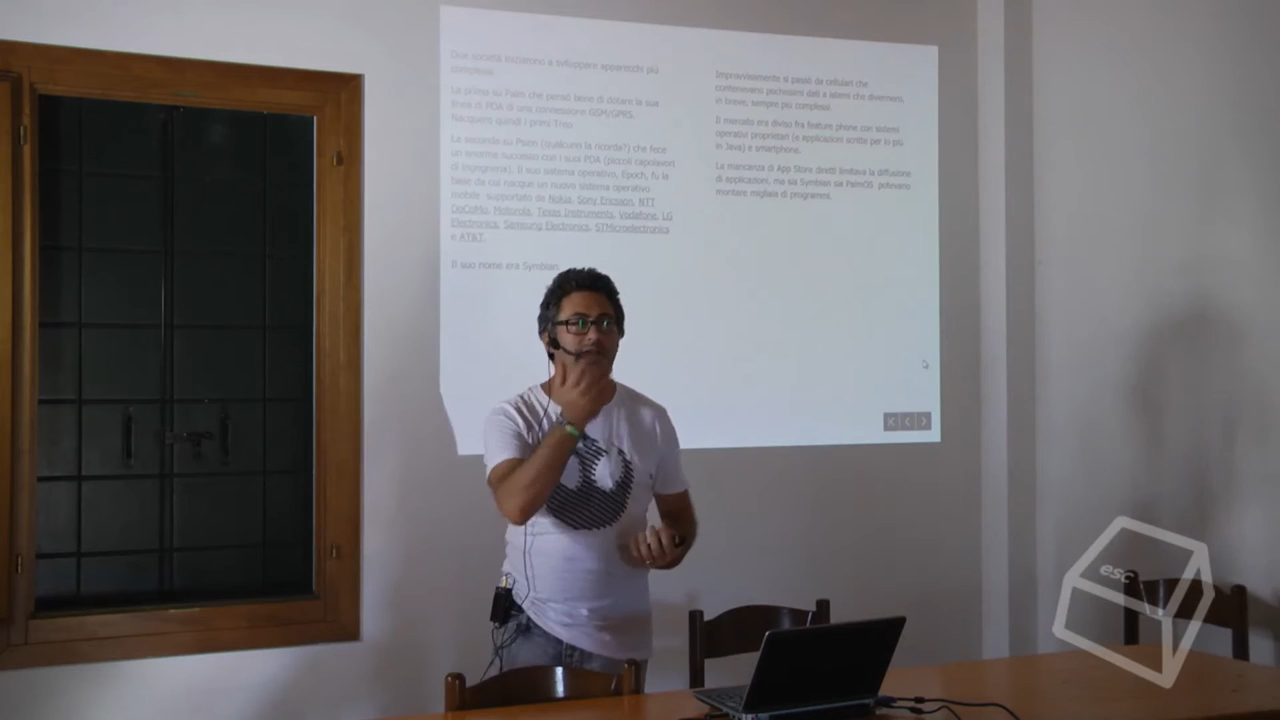 Due società iniziarono a sviluppare apparecchi più
complessi.
La prima su Palm che pensò bene di dotare la sua
linea di PDA di una connessione GSM/GPRS.
Nacquero quindi i primi Treo.
La seconda su Psion (qualcuno la ricorda?) che fece
un enorme successo con i suoi PDA (piccoli capolavori
di ingegneria). Il suo sistema operativo, Epoch, fu la
base da cui nacque un nuovo sistema operativo
mobile supportato da Nokia, Sony Ericsson, NTT
DoCoMo, Motorola, Texas Instruments, Vodafone, LG
Electronics, Samsung Electronics, STMicroelectronics
e AT&T.
Il suo nome era Symbian.
Improvvisamente si passò da cellulari che
contenevano pochissimi dati a sitemi che divennero,
in breve, sempre più complessi.
Il mercato era diviso fra feature phone con sistemi
operativi proprietari (e applicazioni scritte per lo più
in Java) e smartphone.
La mancanza di App Store diretti limitava la diffusione
di applicazioni, ma sia Symbian sia PalmOS potevano
montare migliaia di programmi.
esc